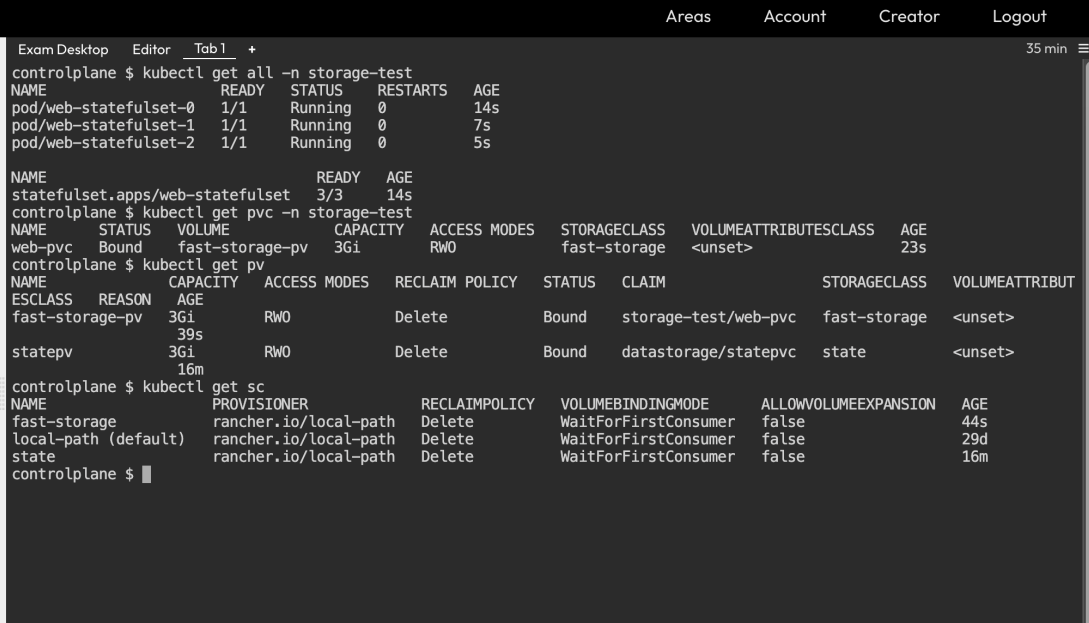 Areas Account Creator Logout
Exam Desktop Editor Tab 1 + 35 min
controlplane $ kubectl get all -n storage-test
NAME READY STATUS RESTARTS AGE
pod/web-statefulset-0 1/1 Running 0 14s
pod/web-statefulset-1 1/1 Running 0 7s
pod/web-statefulset-2 1/1 Running 0 5s
NAME READY AGE
statefulset.apps/web-statefulset 3/3 14s
controlplane $ kubectl get pvc -n storage-test
NAME STATUS VOLUME CAPACITY ACCESS MODES STORAGECLASS VOLUMEATTRIBUTESCLASS AGE
web-pvc Bound fast-storage-pv 3Gi RWO fast-storage <unset> 23s
controlplane $ kubectl get pv
NAME CAPACITY ACCESS MODES RECLAIM POLICY STATUS CLAIM STORAGECLASS VOLUMEATTRIBUT
ESCLASS REASON AGE
fast-storage-pv 3Gi RWO Delete Bound storage-test/web-pvc fast-storage <unset>
39s
statepv 3Gi RWO Delete Bound datastorage/statepvc state <unset>
16m
controlplane $ kubectl get sc
NAME PROVISIONER RECLAIMPOLICY VOLUMEBINDINGMODE ALLOWVOLUMEEXPANSION AGE
fast-storage rancher.io/local-path Delete WaitForFirstConsumer false 44s
local-path (default) rancher.io/local-path Delete WaitForFirstConsumer false 29d
state rancher.io/local-path Delete WaitForFirstConsumer false 16m
controlplane $